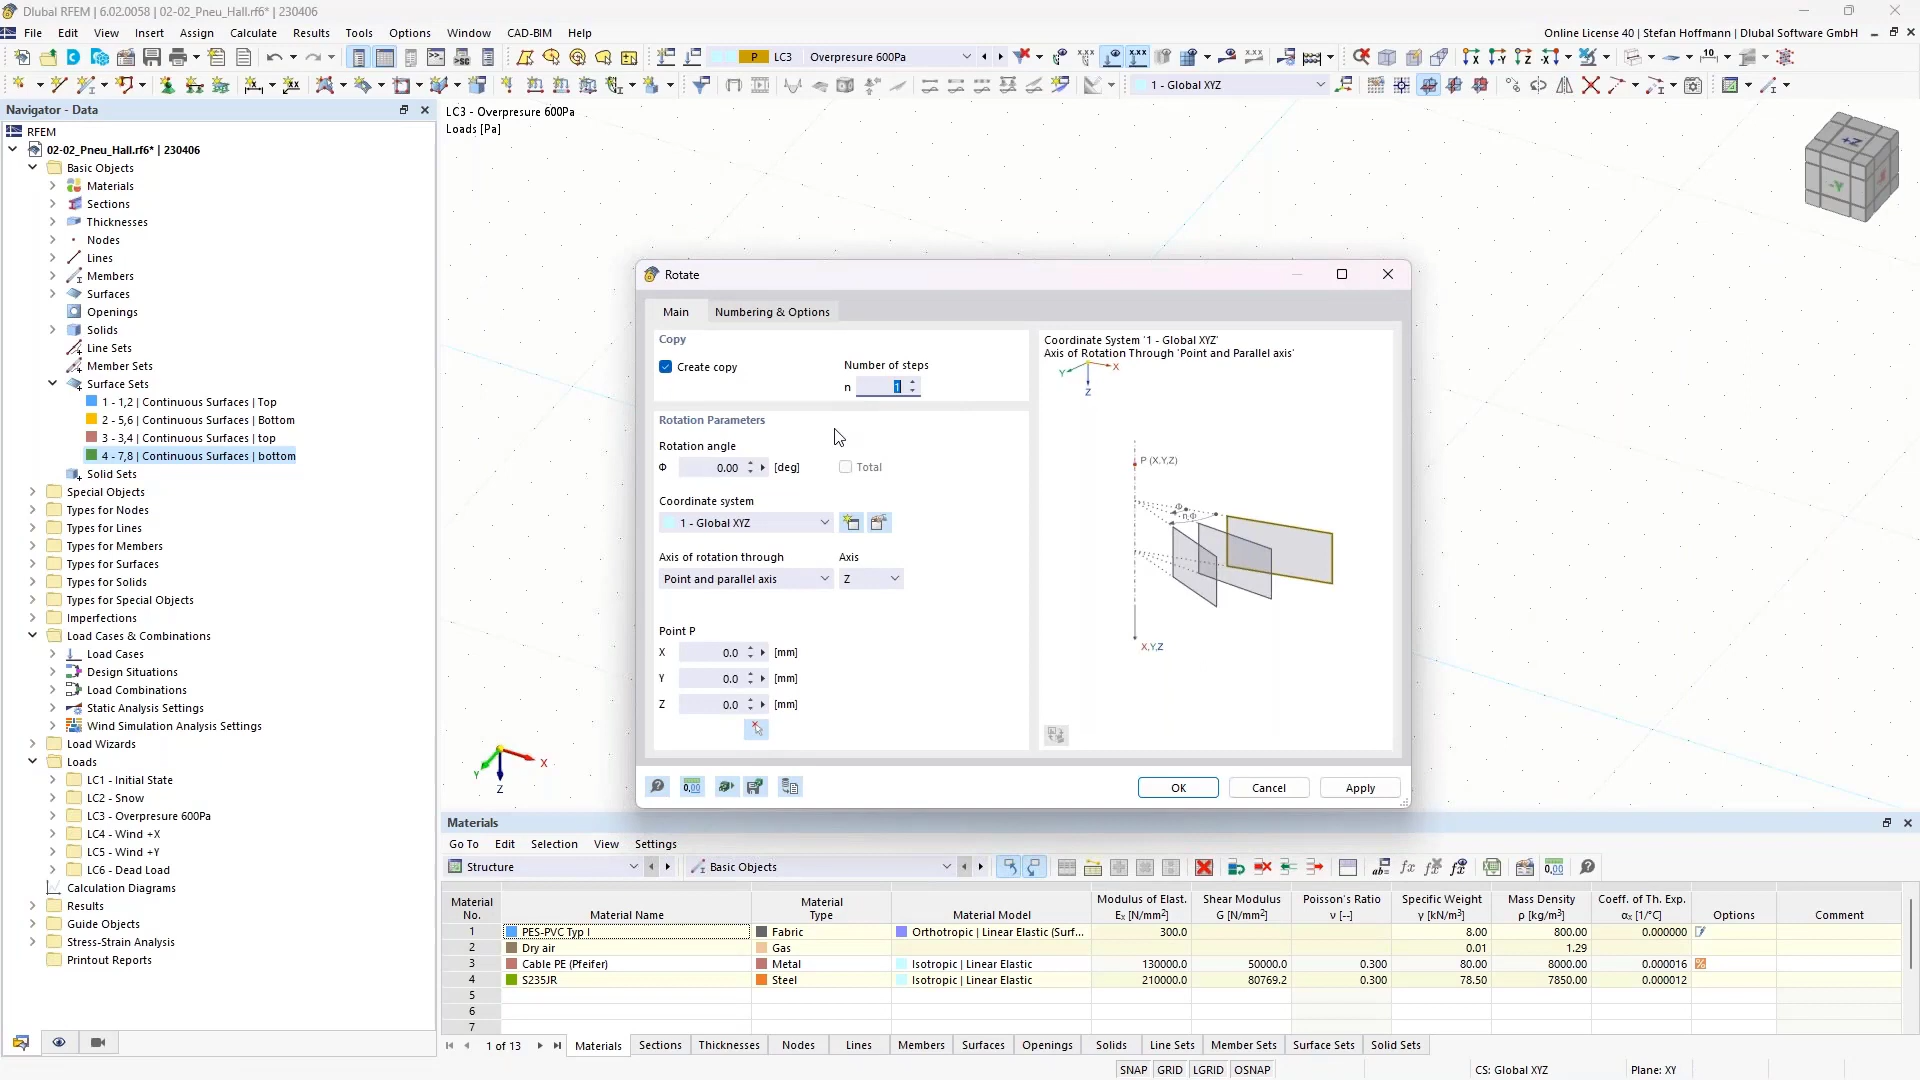 Dlubal RFEM | 6.02.0058 | 02-02_Pneu_Hall.rf6* | 230406
File Edit View Insert Assign Calculate Results Tools Options Window CAD-BIM Help
Online License 40 | Stefan Hoffmann | Dlubal Software GmbH
P LC3 Overpresure 600Pa
1 - Global XYZ
Navigator - Data
LC3 - Overpresure 600Pa
Loads [Pa]
RFEM
02-02_Pneu_Hall.rf6* | 230406
Basic Objects
Materials
Sections
Thicknesses
Nodes
Lines
Members
Surfaces
Openings
Solids
Line Sets
Member Sets
Surface Sets
1 - 1,2 | Continuous Surfaces | Top
2 - 5,6 | Continuous Surfaces | Bottom
3 - 3,4 | Continuous Surfaces | top
4 - 7,8 | Continuous Surfaces | bottom
Solid Sets
Special Objects
Types for Nodes
Types for Lines
Types for Members
Types for Surfaces
Types for Solids
Types for Special Objects
Imperfections
Load Cases & Combinations
Load Cases
Design Situations
Load Combinations
Static Analysis Settings
Wind Simulation Analysis Settings
Load Wizards
Loads
LC1 - Initial State
LC2 - Snow
LC3 - Overpresure 600Pa
LC4 - Wind +X
LC5 - Wind +Y
LC6 - Dead Load
Calculation Diagrams
Results
Guide Objects
Stress-Strain Analysis
Printout Reports
+Z
-Y
X
Y
Z
Rotate
Main Numbering & Options
Copy
Create copy
Number of steps
n 1
Rotation Parameters
Rotation angle
Φ 0.00 [deg] Total
Coordinate system
1 - Global XYZ
Axis of rotation through Axis
Point and parallel axis Z
Point P
X 0.0 [mm]
Y 0.0 [mm]
Z 0.0 [mm]
Coordinate System '1 - Global XYZ'
Axis of Rotation Through 'Point and Parallel axis'
Y X
Z
P (X,Y,Z)
Φ
n·Φ
X,Y,Z
OK Cancel Apply
Materials
Go To Edit Selection View Settings
Structure Basic Objects
Material No. Material Name Material Type Material Model Modulus of Elast. Eₓ [N/mm²] Shear Modulus G [N/mm²] Poisson's Ratio ν [--] Specific Weight γ [kN/m³] Mass Density ρ [kg/m³] Coeff. of Th. Exp. αₓ [1/°C] Options Comment
1 PES-PVC Typ I Fabric Orthotropic | Linear Elastic (Surf... 300.0 8.00 800.00 0.000000
2 Dry air Gas 0.01 1.29
3 Cable PE (Pfeifer) Metal Isotropic | Linear Elastic 130000.0 50000.0 0.300 80.00 8000.00 0.000016
4 S235JR Steel Isotropic | Linear Elastic 210000.0 80769.2 0.300 78.50 7850.00 0.000012
5
6
7
1 of 13 Materials Sections Thicknesses Nodes Lines Members Surfaces Openings Solids Line Sets Member Sets Surface Sets Solid Sets
SNAP GRID LGRID OSNAP CS: Global XYZ Plane: XY